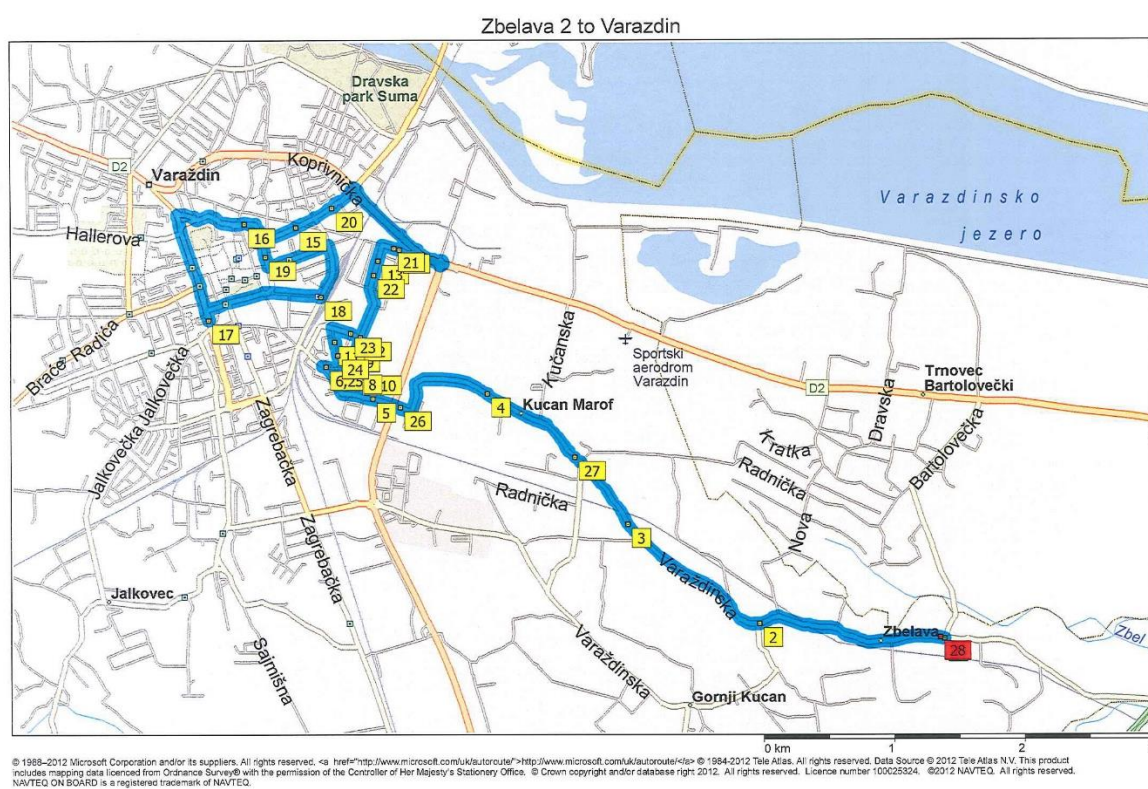 Zbelava 2 to Varazdin
Dravska
park Suma
D2
Varaždin
Koprivnička
Varazdinsko
jezero
Hallerova
20
16
15
19
21
13
22
18
17
23
2
24
6,25
8
10
5
26
4
Kucan Marof
Kučanska
Sportski
aerodrom
Varazdin
D2
Trnovec
Bartolovečki
Dravska
Bartolovečka
Kratka
Radnička
Nova
Braće Radića
Jalkovečka
Jalkovečka
Zagrebačka
Zagrebačka
Radnička
27
3
Varaždinska
2
Zbelava
28
Zbel
Jalkovec
Sajmišna
Varaždinska
Gornji Kucan
0 km 1 2
© 1988–2012 Microsoft Corporation and/or its suppliers. All rights reserved. <a href="http://www.microsoft.com/uk/autoroute/">http://www.microsoft.com/uk/autoroute/</a> © 1984-2012 Tele Atlas. All rights reserved. Data Source © 2012 Tele Atlas N.V. This product
includes mapping data licenced from Ordnance Survey® with the permission of the Controller of Her Majesty's Stationery Office. © Crown copyright and/or database right 2012. All rights reserved. Licence number 100025324. ©2012 NAVTEQ. All rights reserved.
NAVTEQ ON BOARD is a registered trademark of NAVTEQ.